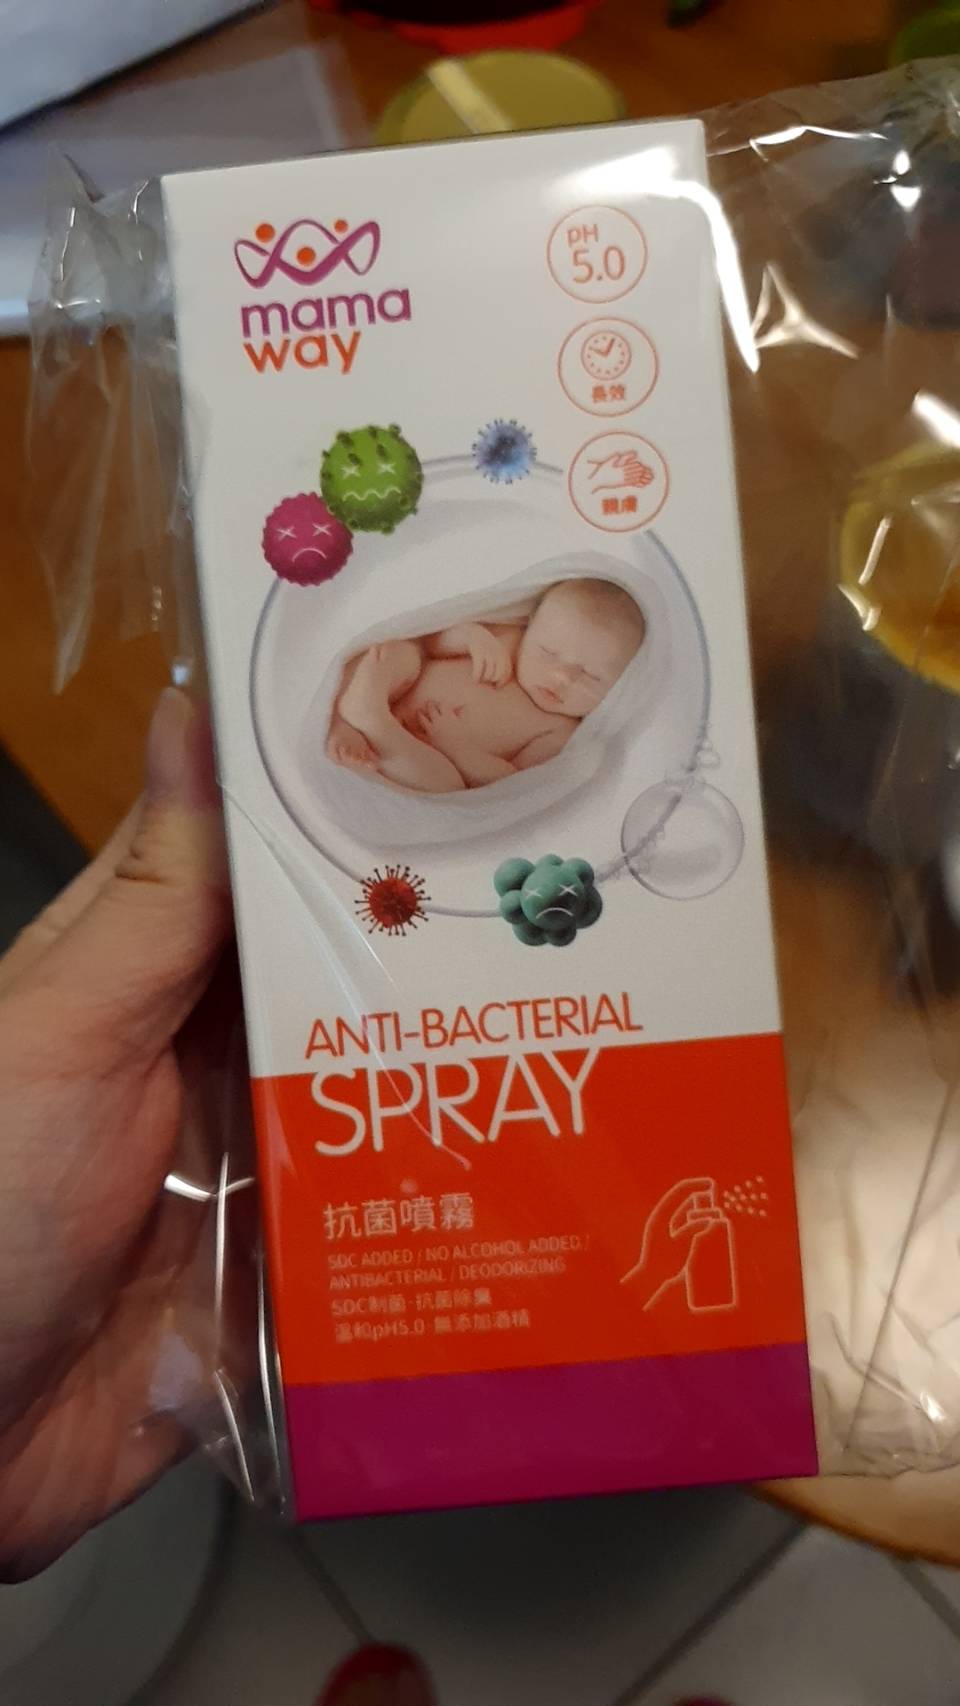 mama
way
pH
5.0
長效
親膚
ANTI-BACTERIAL
SPRAY
抗菌噴霧
SDC ADDED / NO ALCOHOL ADDED /
ANTIBACTERIAL / DEODORIZING
SDC制菌·抗菌除臭
溫和pH5.0·無添加酒精